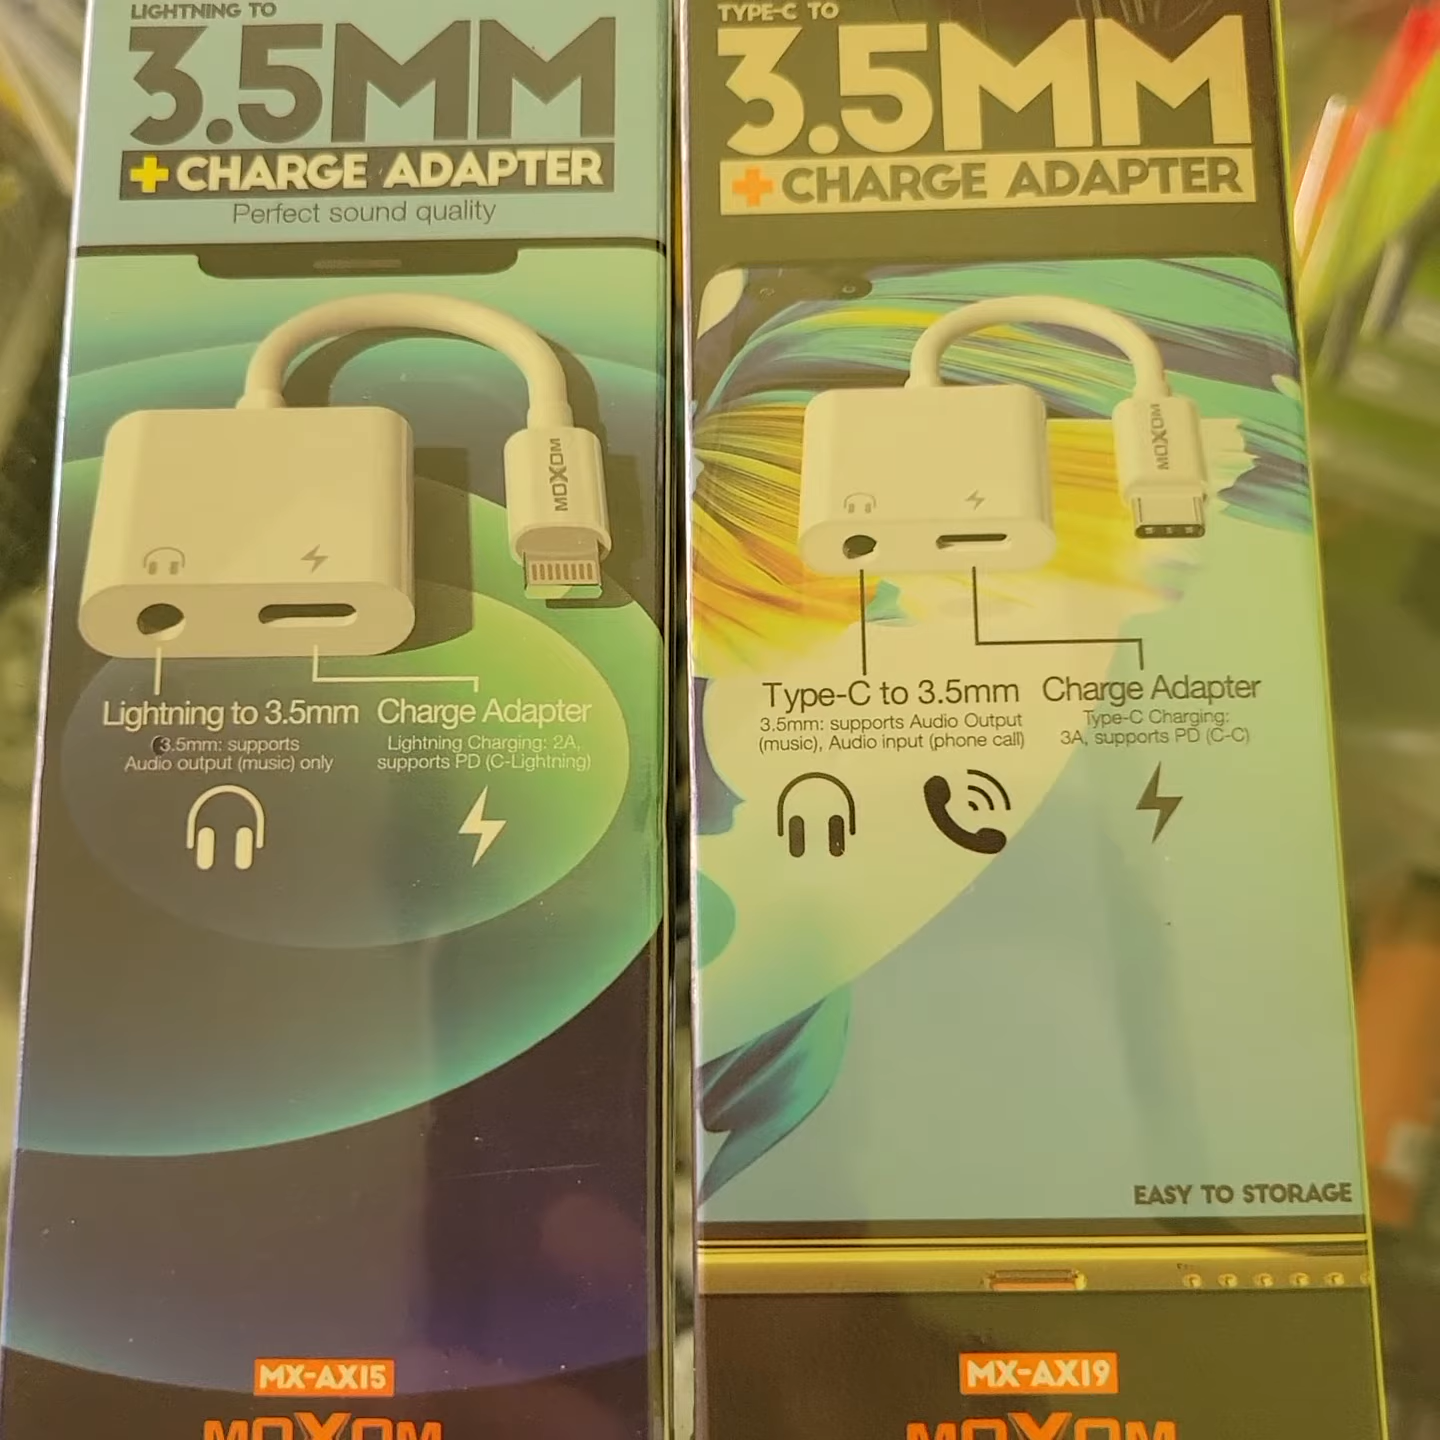 LIGHTNING TO
3.5MM
+CHARGE ADAPTER
Perfect sound quality
MOXOM
Lightning to 3.5mm
3.5mm: supports
Audio output (music) only
Charge Adapter
Lightning Charging: 2A,
supports PD (C-Lightning)
MX-AX15
MOXOM
TYPE-C TO
3.5MM
+CHARGE ADAPTER
MOXOM
Type-C to 3.5mm
3.5mm: supports Audio Output
(music), Audio input (phone call)
Charge Adapter
Type-C Charging:
3A, supports PD (C-C)
EASY TO STORAGE
MX-AX19
MOXOM